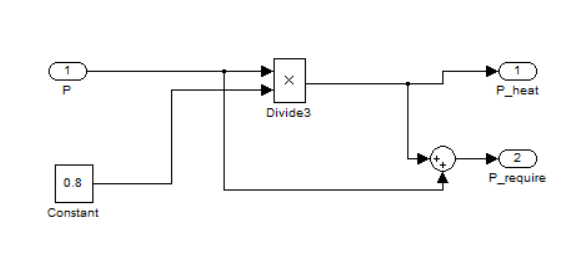 1
P
×
Divide3
1
P_heat
0.8
Constant
+
+
2
P_require